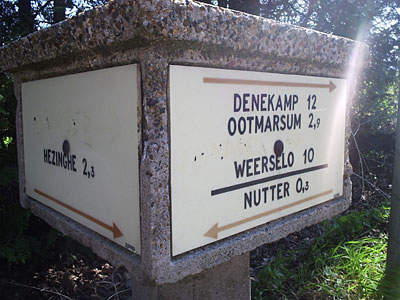 HEZINGHE 2,3
DENEKAMP 12
OOTMARSUM 2,9
WEERSELO 10
NUTTER 0,3